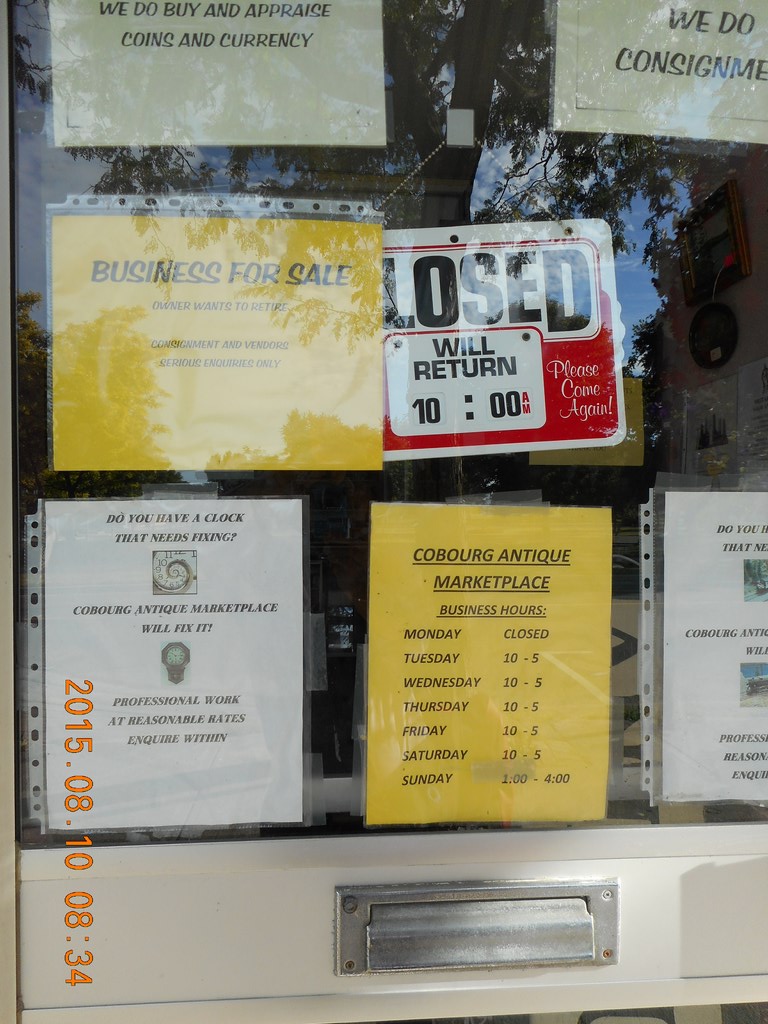 WE DO BUY AND APPRAISE
COINS AND CURRENCY
WE DO
CONSIGNME
BUSINESS FOR SALE
OWNER WANTS TO RETIRE
CONSIGNMENT AND VENDORS
SERIOUS ENQUIRIES ONLY
LOSED
WILL
RETURN
10 : 00 AM
Please
Come
Again!
DO YOU HAVE A CLOCK
THAT NEEDS FIXING?
COBOURG ANTIQUE MARKETPLACE
WILL FIX IT!
PROFESSIONAL WORK
AT REASONABLE RATES
ENQUIRE WITHIN
COBOURG ANTIQUE
MARKETPLACE
BUSINESS HOURS:
MONDAY CLOSED
TUESDAY 10 - 5
WEDNESDAY 10 - 5
THURSDAY 10 - 5
FRIDAY 10 - 5
SATURDAY 10 - 5
SUNDAY 1:00 - 4:00
DO YOU H
THAT NE
COBOURG ANTIQ
WILL
PROFESS
REASON
ENQUI
2015.08.10 08:34